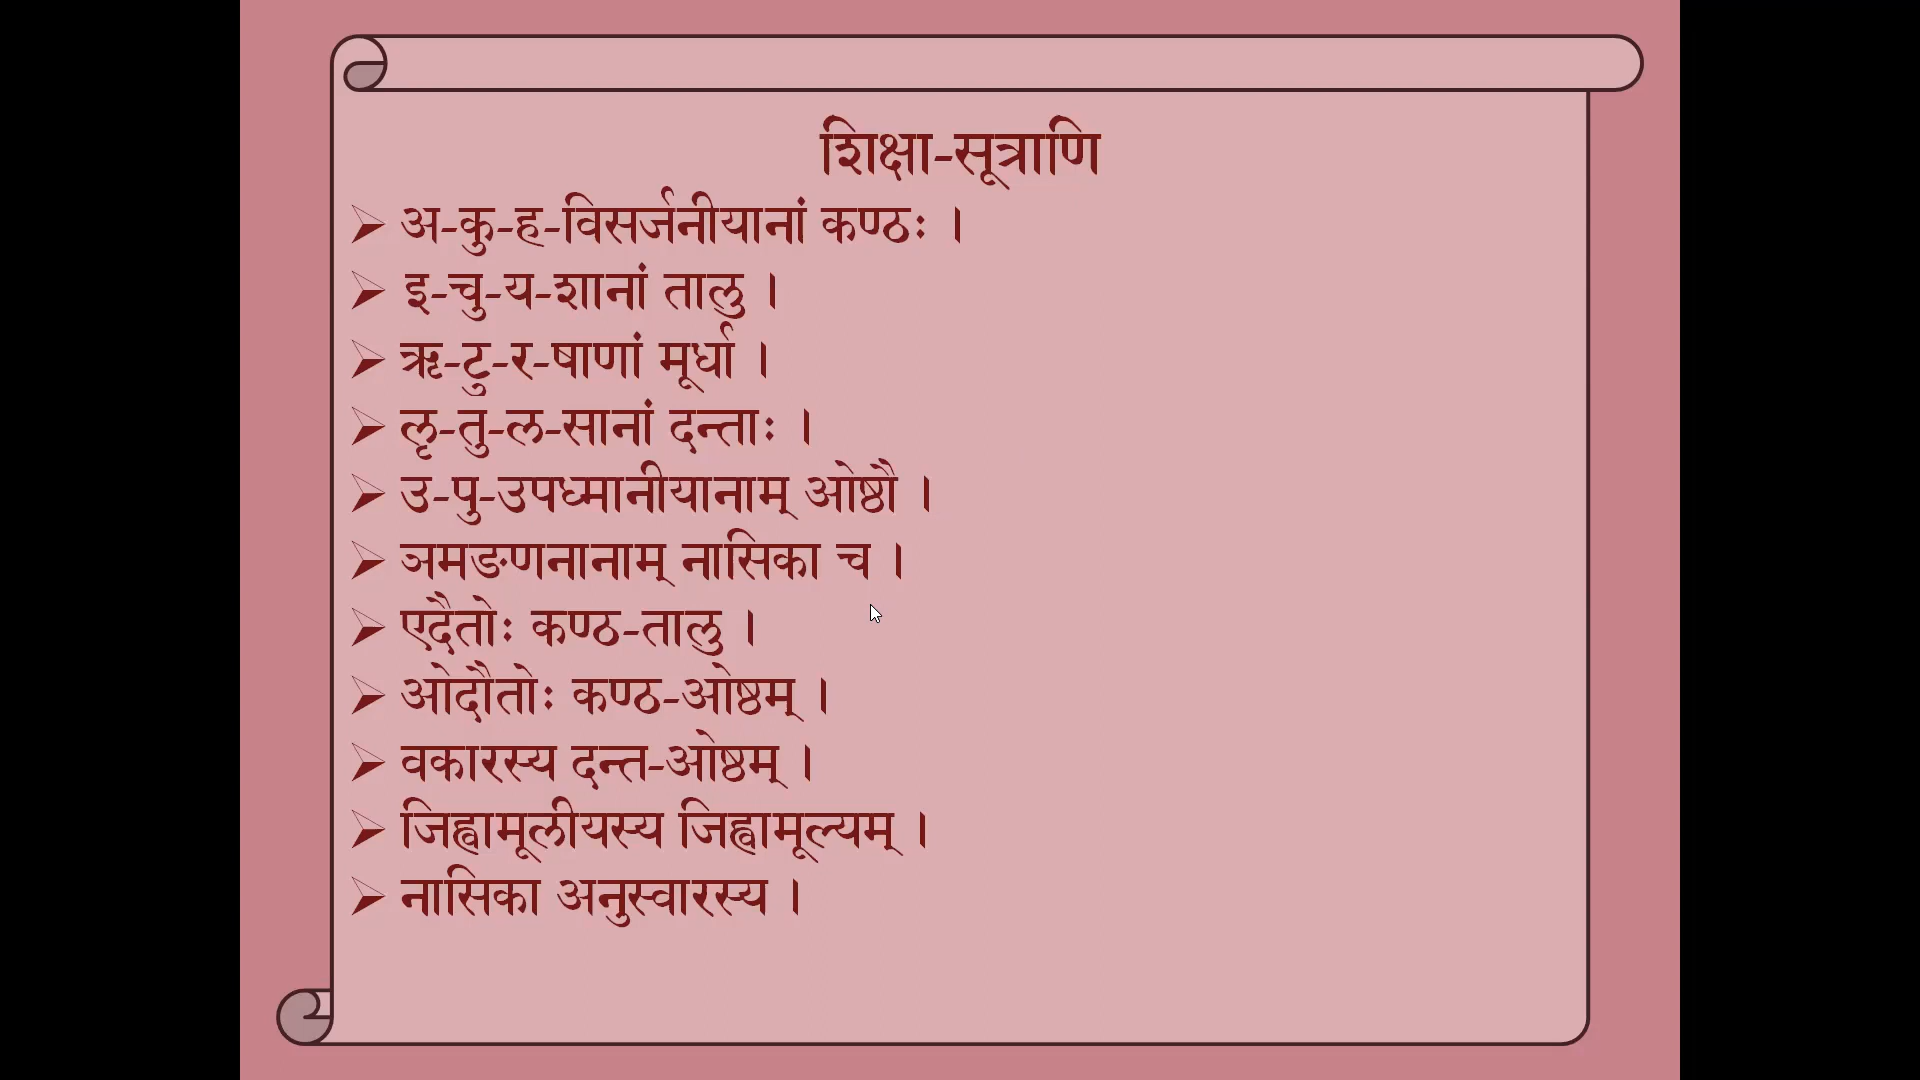 शिक्षा-सूत्राणि
अ-कु-ह-विसर्जनीयानां कण्ठः ।
इ-चु-य-शानां तालु ।
ऋ-टु-र-षाणां मूर्धा ।
लृ-तु-ल-सानां दन्ताः ।
उ-पु-उपध्मानीयानाम् ओष्ठौ ।
ञमङणनानाम् नासिका च ।
एदैतोः कण्ठ-तालु ।
ओदौतोः कण्ठ-ओष्ठम् ।
वकारस्य दन्त-ओष्ठम् ।
जिह्वामूलीयस्य जिह्वामूल्यम् ।
नासिका अनुस्वारस्य ।